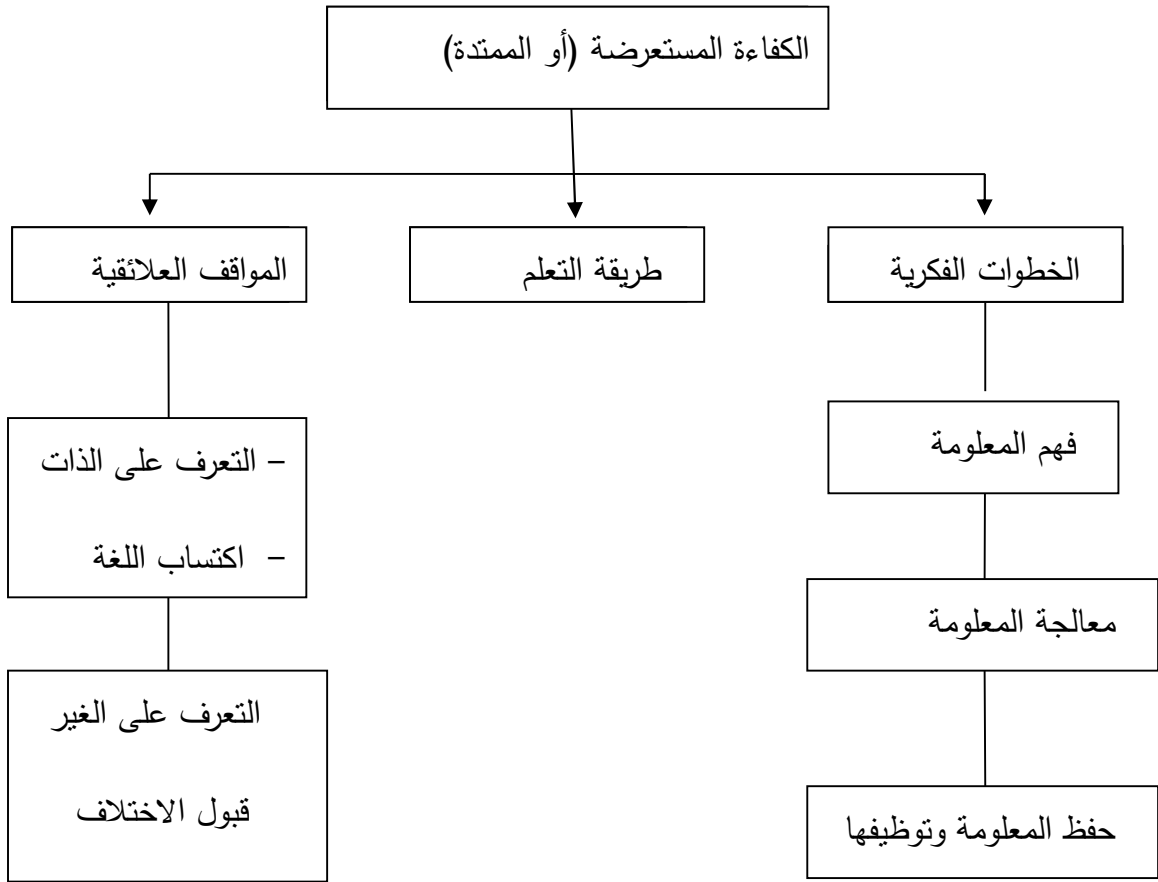 الكفاءة المستعرضة (أو الممتدة)
الخطوات الفكرية
طريقة التعلم
المواقف العلائقية
فهم المعلومة
معالجة المعلومة
حفظ المعلومة وتوظيفها
– التعرف على الذات
– اكتساب اللغة
التعرف على الغير
قبول الاختلاف